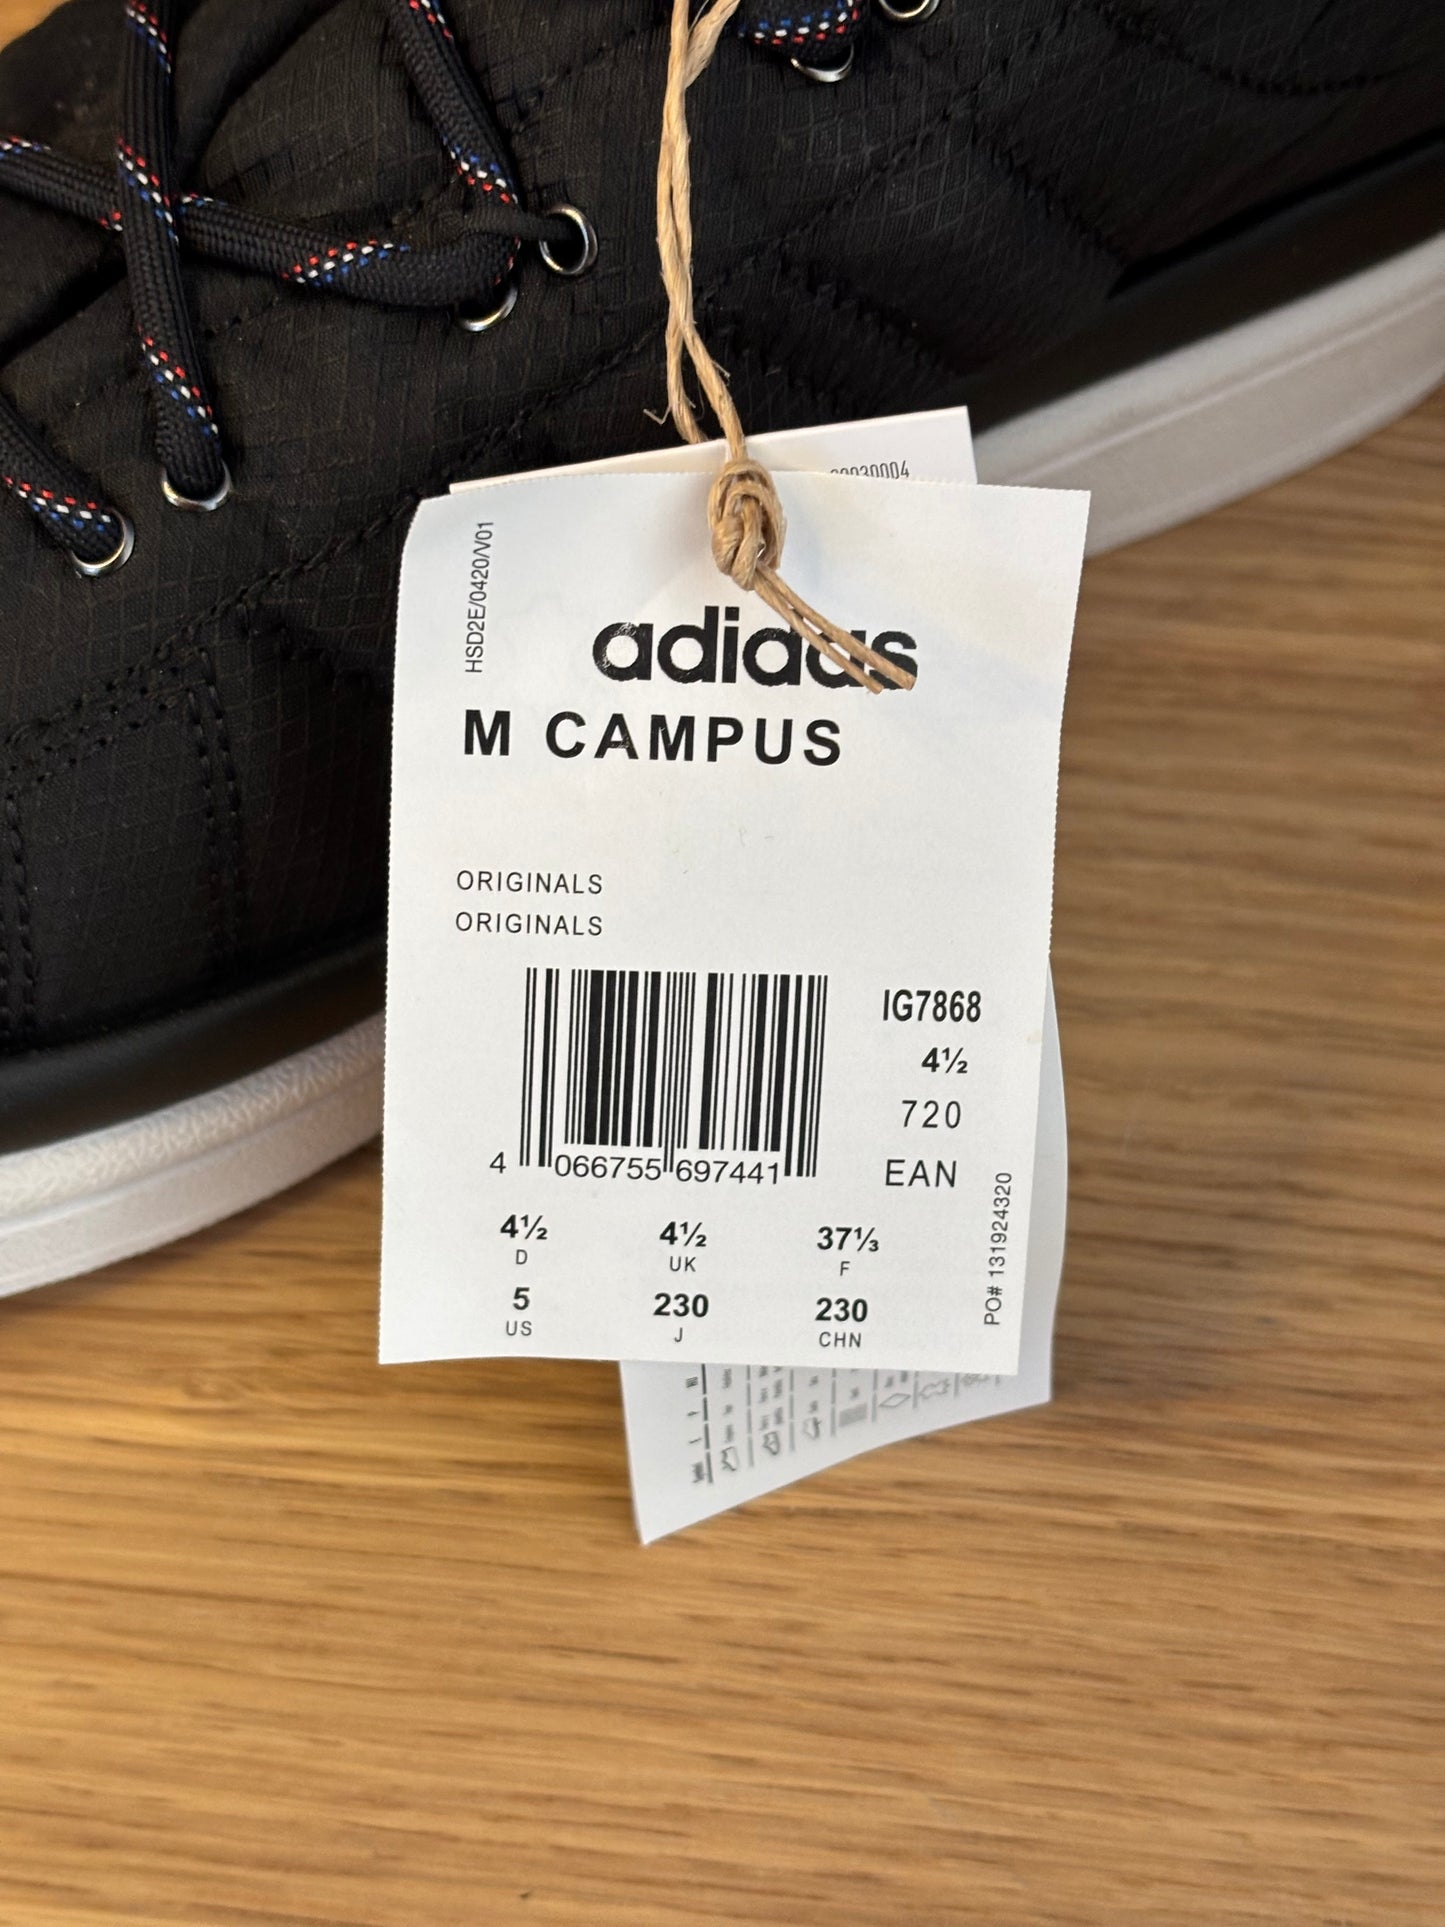 HSD2E/0420/V01
adidas
M CAMPUS
ORIGINALS
ORIGINALS
IG7868
4½
720
EAN
4 066755 697441
4½ 4½ 37⅓
D UK F
5 230 230
US J CHN
PO# 131924320